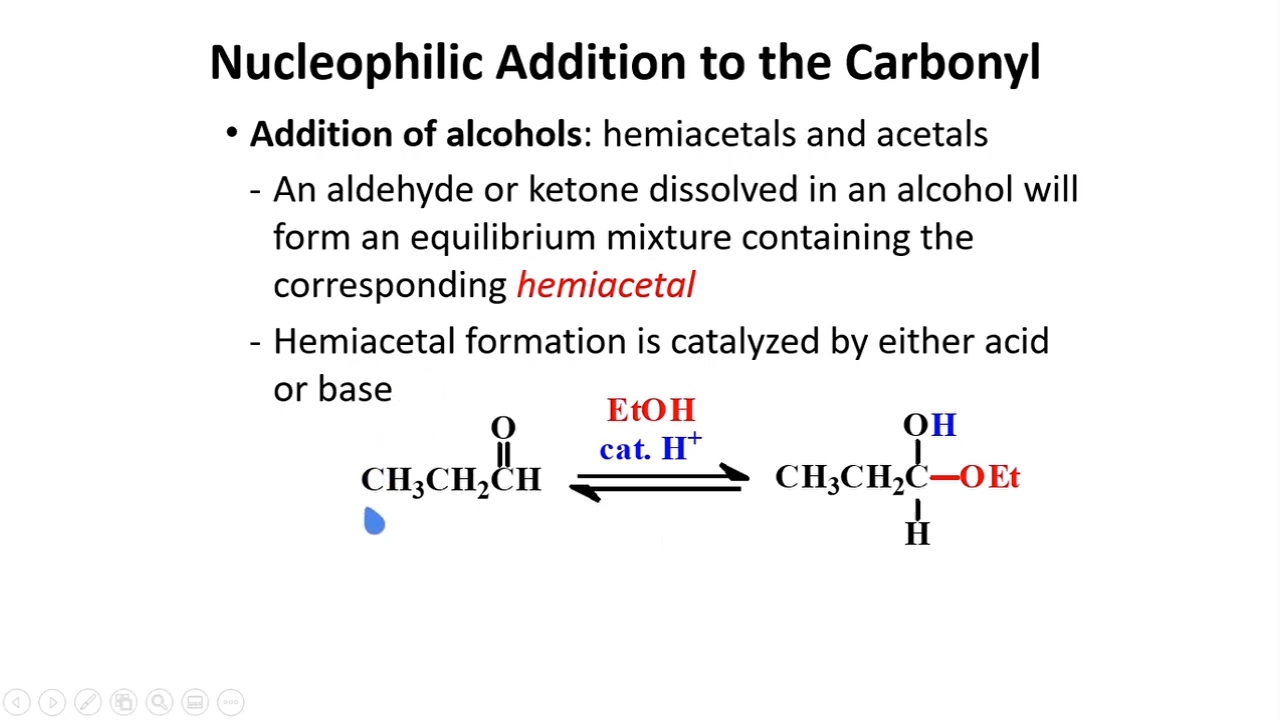 Nucleophilic Addition to the Carbonyl
• Addition of alcohols: hemiacetals and acetals
- An aldehyde or ketone dissolved in an alcohol will
form an equilibrium mixture containing the
corresponding hemiacetal
- Hemiacetal formation is catalyzed by either acid
or base
O
CH₃CH₂CH
EtOH
cat. H⁺
OH
CH₃CH₂C—OEt
H